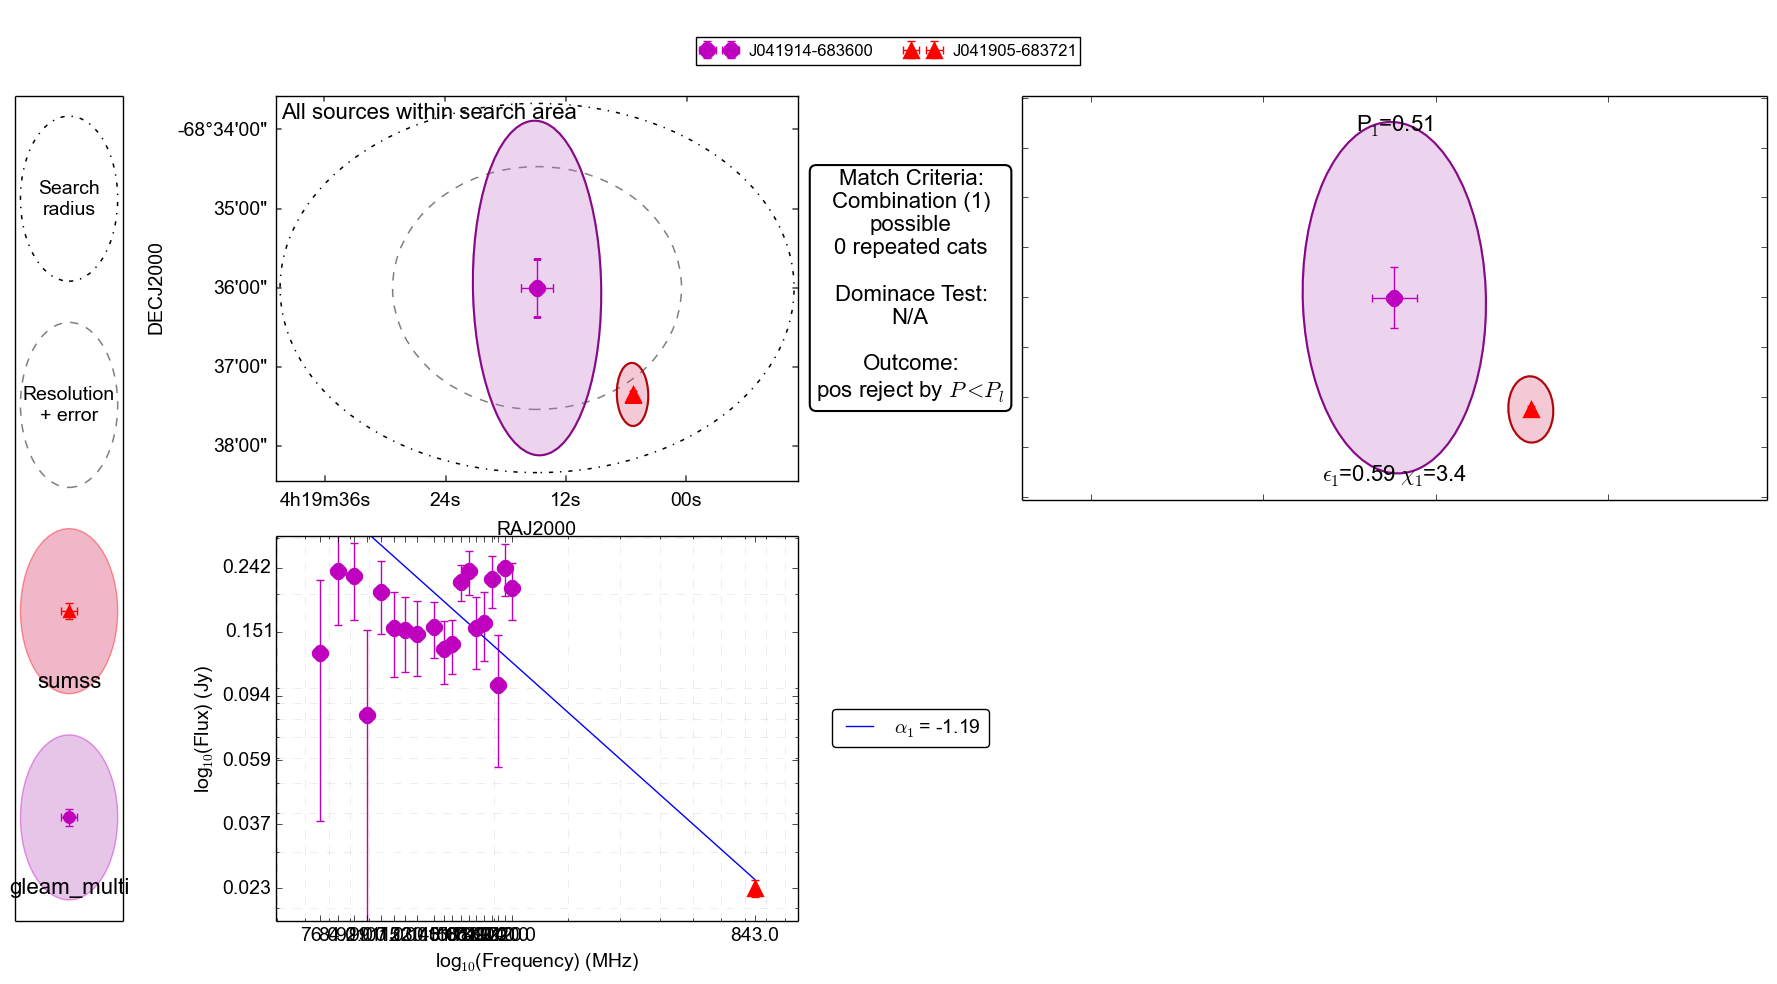 J041914-683600
J041905-683721
Search
radius
Resolution
+ error
sumss
gleam_multi
All sources within search area
DECJ2000
-68°34'00"
35'00"
36'00"
37'00"
38'00"
4h19m36s
24s
12s
00s
RAJ2000
Match Criteria:
Combination (1)
possible
0 repeated cats
Dominace Test:
N/A
Outcome:
pos reject by P<P_l
P₁=0.51
ϵ₁=0.59 χ₁=3.4
log₁₀(Flux) (Jy)
0.242
0.151
0.094
0.059
0.037
0.023
843.0
log₁₀(Frequency) (MHz)
α₁ = -1.19